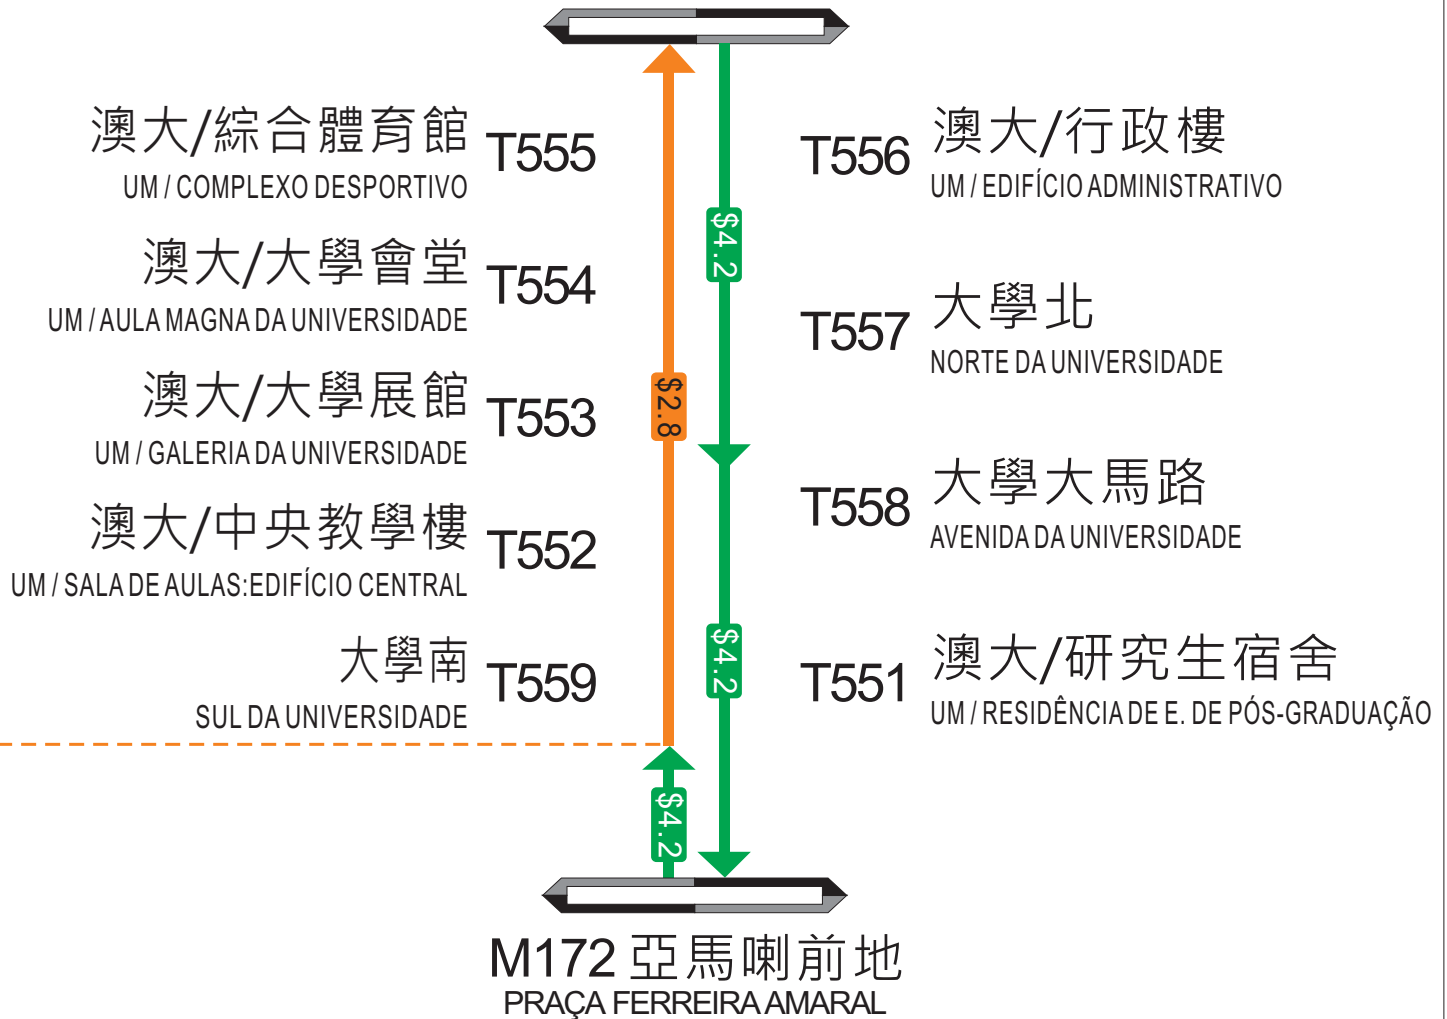 澳大/綜合體育館 T555
UM / COMPLEXO DESPORTIVO
澳大/大學會堂 T554
UM / AULA MAGNA DA UNIVERSIDADE
澳大/大學展館 T553
UM / GALERIA DA UNIVERSIDADE
澳大/中央教學樓 T552
UM / SALA DE AULAS:EDIFÍCIO CENTRAL
大學南 T559
SUL DA UNIVERSIDADE
$2.8
$4.2
$4.2
$4.2
T556 澳大/行政樓
UM / EDIFÍCIO ADMINISTRATIVO
T557 大學北
NORTE DA UNIVERSIDADE
T558 大學大馬路
AVENIDA DA UNIVERSIDADE
T551 澳大/研究生宿舍
UM / RESIDÊNCIA DE E. DE PÓS-GRADUAÇÃO
M172 亞馬喇前地
PRAÇA FERREIRA AMARAL